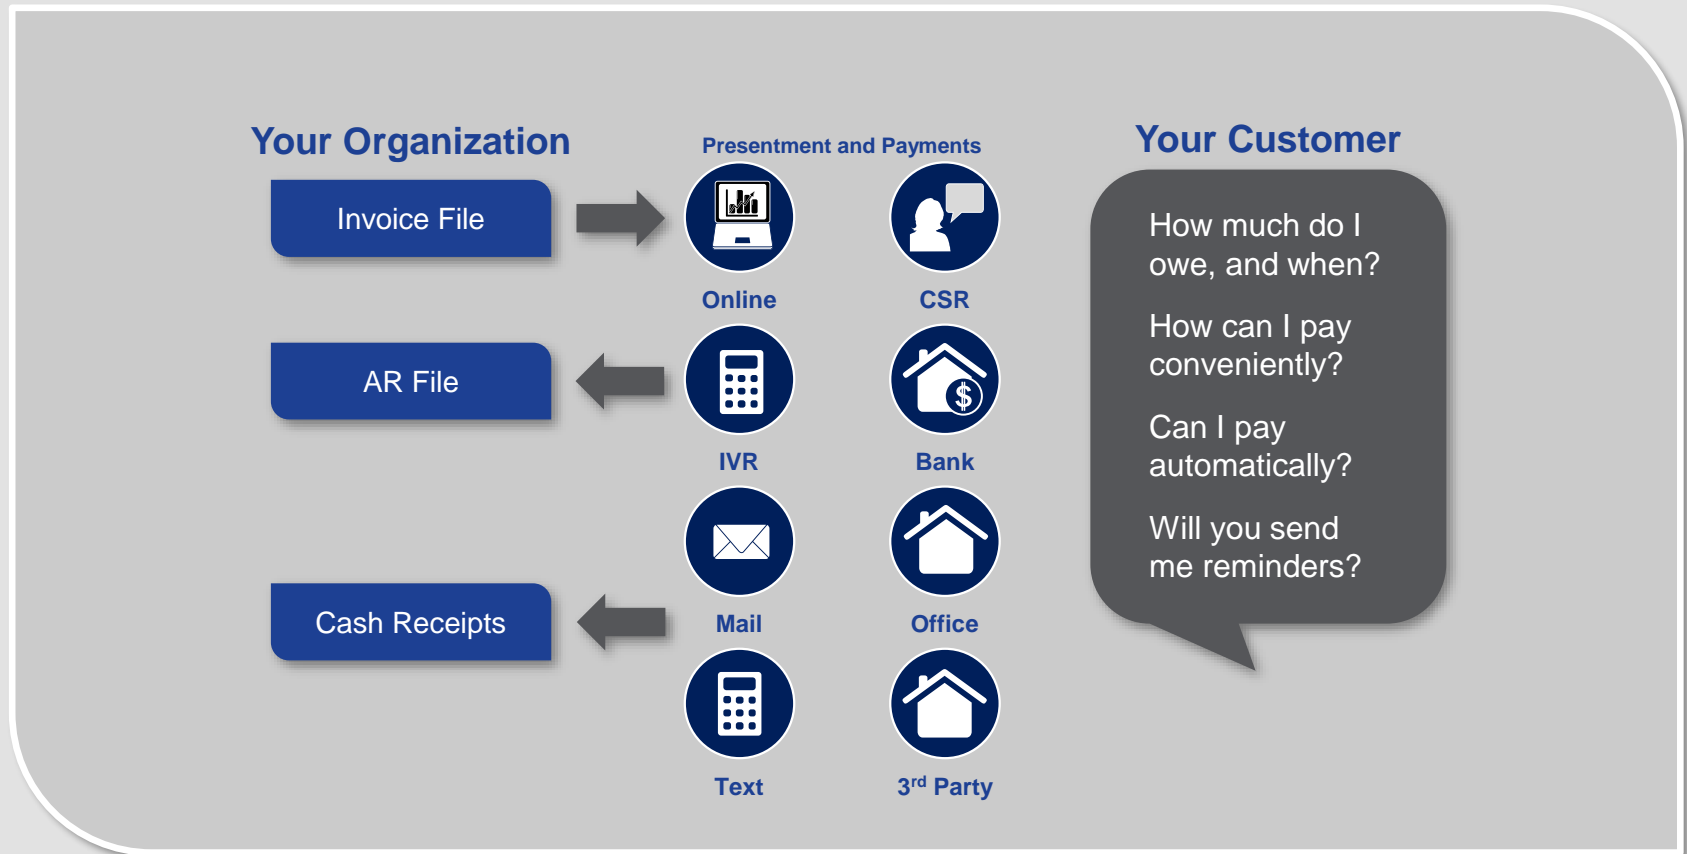 Your Organization
Invoice File
AR File
Cash Receipts
Presentment and Payments
Online
CSR
IVR
Bank
Mail
Office
Text
3rd Party
Your Customer
How much do I
owe, and when?
How can I pay
conveniently?
Can I pay
automatically?
Will you send
me reminders?
$